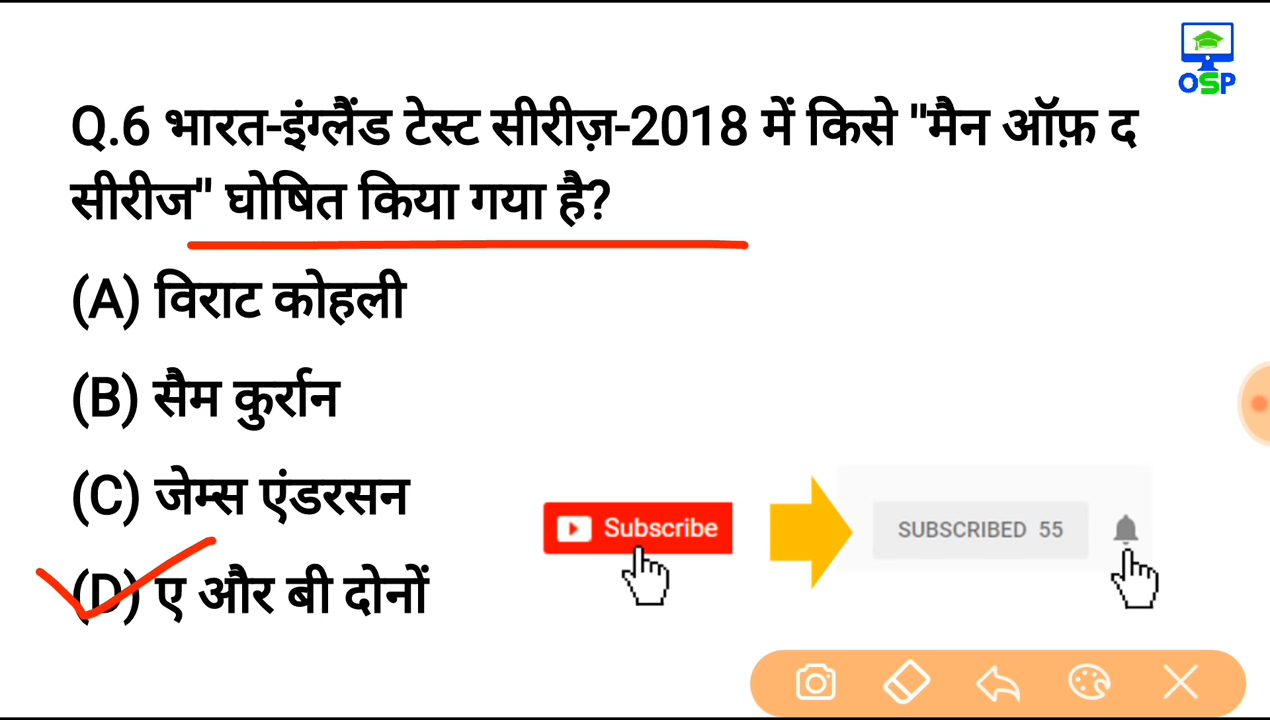 OSP
Q.6 भारत-इंग्लैंड टेस्ट सीरीज़-2018 में किसे "मैन ऑफ़ द
सीरीज" घोषित किया गया है?
(A) विराट कोहली
(B) सैम कुर्रान
(C) जेम्स एंडरसन
(D) ए और बी दोनों
Subscribe
SUBSCRIBED 55